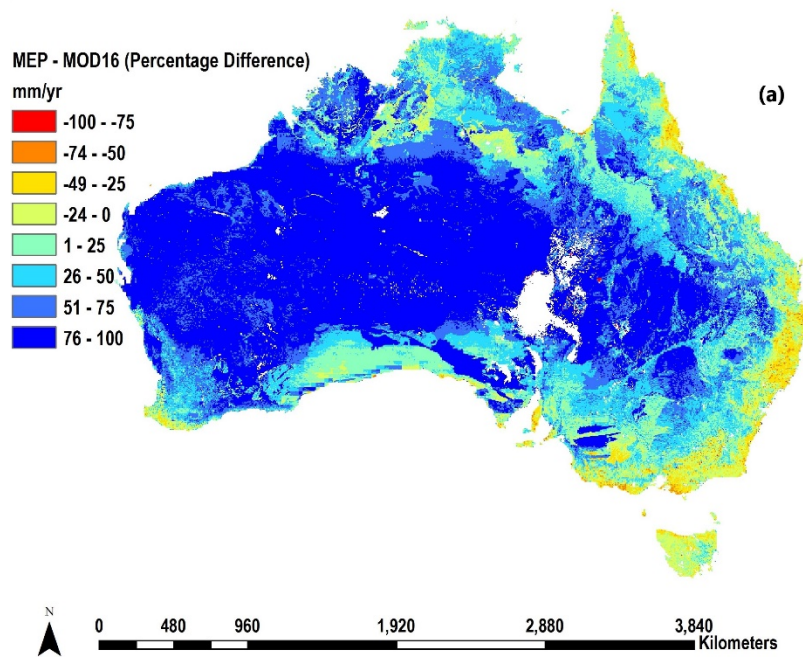 MEP - MOD16 (Percentage Difference)
mm/yr
(a)
-100 - -75
-74 - -50
-49 - -25
-24 - 0
1 - 25
26 - 50
51 - 75
76 - 100
N
0 480 960 1,920 2,880 3,840
Kilometers